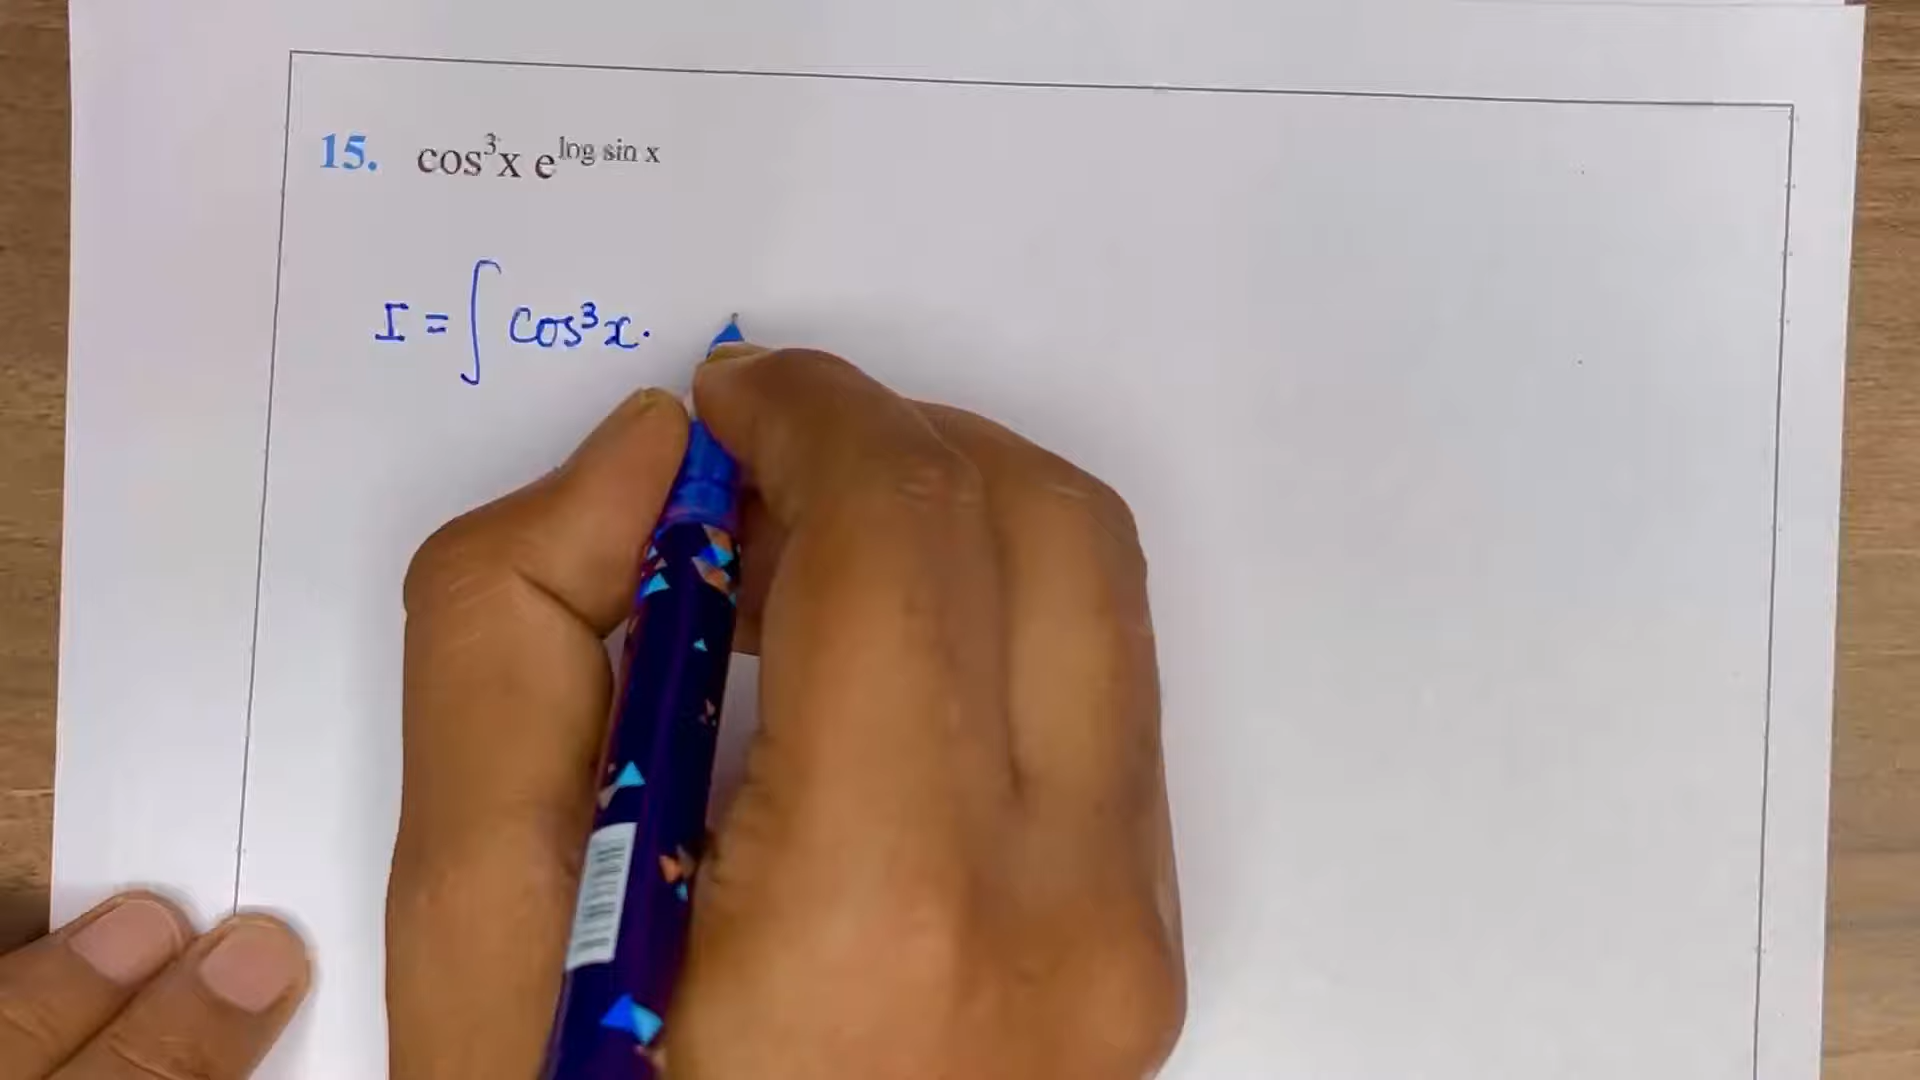 15. cos³x e^log sin x
I = ∫ cos³x.